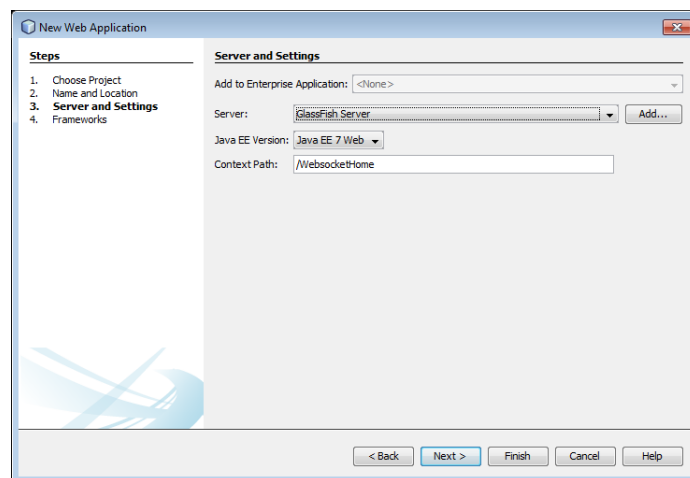 New Web Application
Steps
1. Choose Project
2. Name and Location
3. Server and Settings
4. Frameworks
Server and Settings
Add to Enterprise Application: <None>
Server: GlassFish Server Add...
Java EE Version: Java EE 7 Web
Context Path: /WebsocketHome
< Back Next > Finish Cancel Help